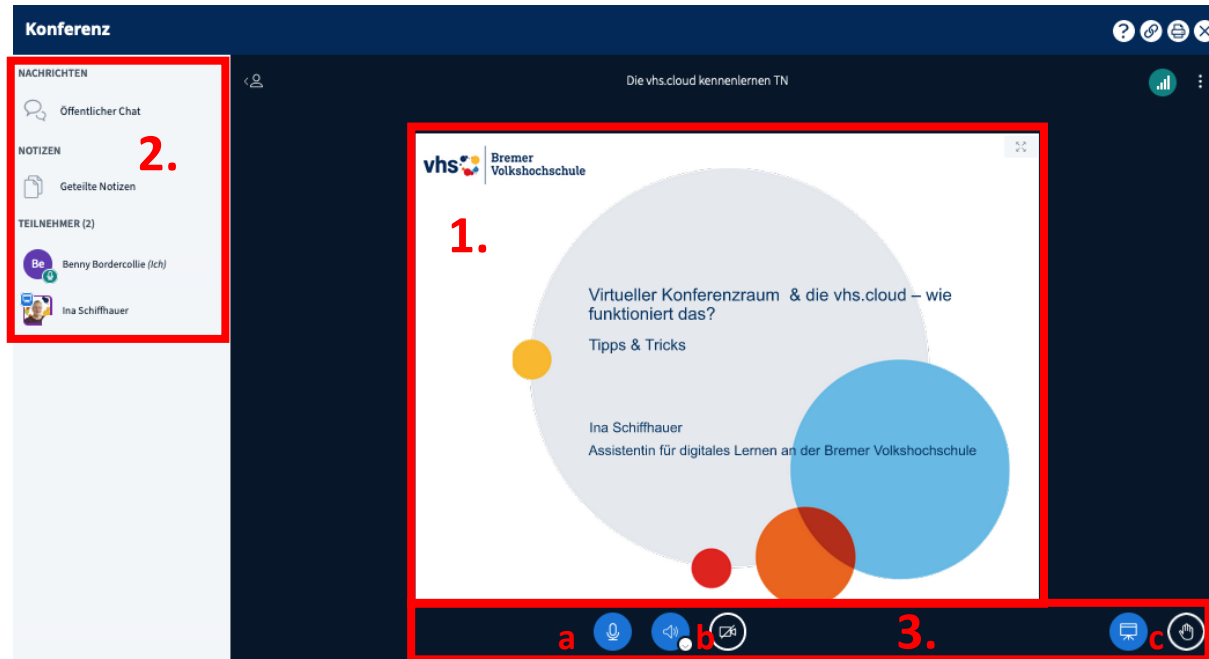 Konferenz
?
NACHRICHTEN
Öffentlicher Chat
NOTIZEN
Geteilte Notizen
2.
TEILNEHMER (2)
Be
Benny Bordercollie (Ich)
Ina Schiffhauer
Die vhs.cloud kennenlernen TN
vhs
Bremer
Volkshochschule
1.
Virtueller Konferenzraum & die vhs.cloud – wie
funktioniert das?
Tipps & Tricks
Ina Schiffhauer
Assistentin für digitales Lernen an der Bremer Volkshochschule
a
b
3.
c